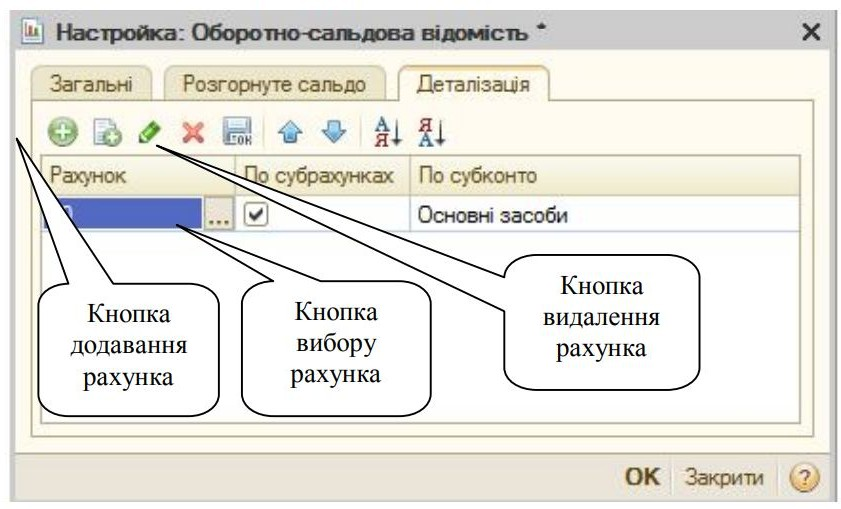 Настройка: Оборотно-сальдова відомість *
Загальні Розгорнуте сальдо Деталізація
Рахунок По субрахунках По субконто
... Основні засоби
Кнопка
додавання
рахунка
Кнопка
вибору
рахунка
Кнопка
видалення
рахунка
OK Закрити ?